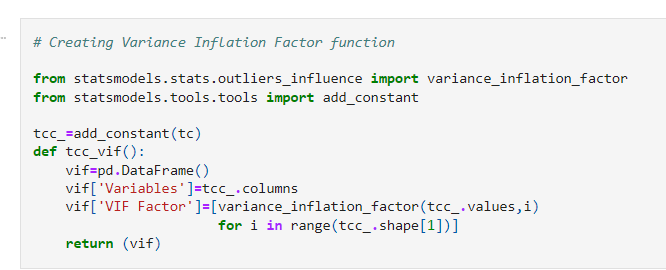 # Creating Variance Inflation Factor function
from statsmodels.stats.outliers_influence import variance_inflation_factor
from statsmodels.tools.tools import add_constant
tcc_=add_constant(tc)
def tcc_vif():
    vif=pd.DataFrame()
    vif['Variables']=tcc_.columns
    vif['VIF Factor']=[variance_inflation_factor(tcc_.values,i)
                       for i in range(tcc_.shape[1])]
    return (vif)